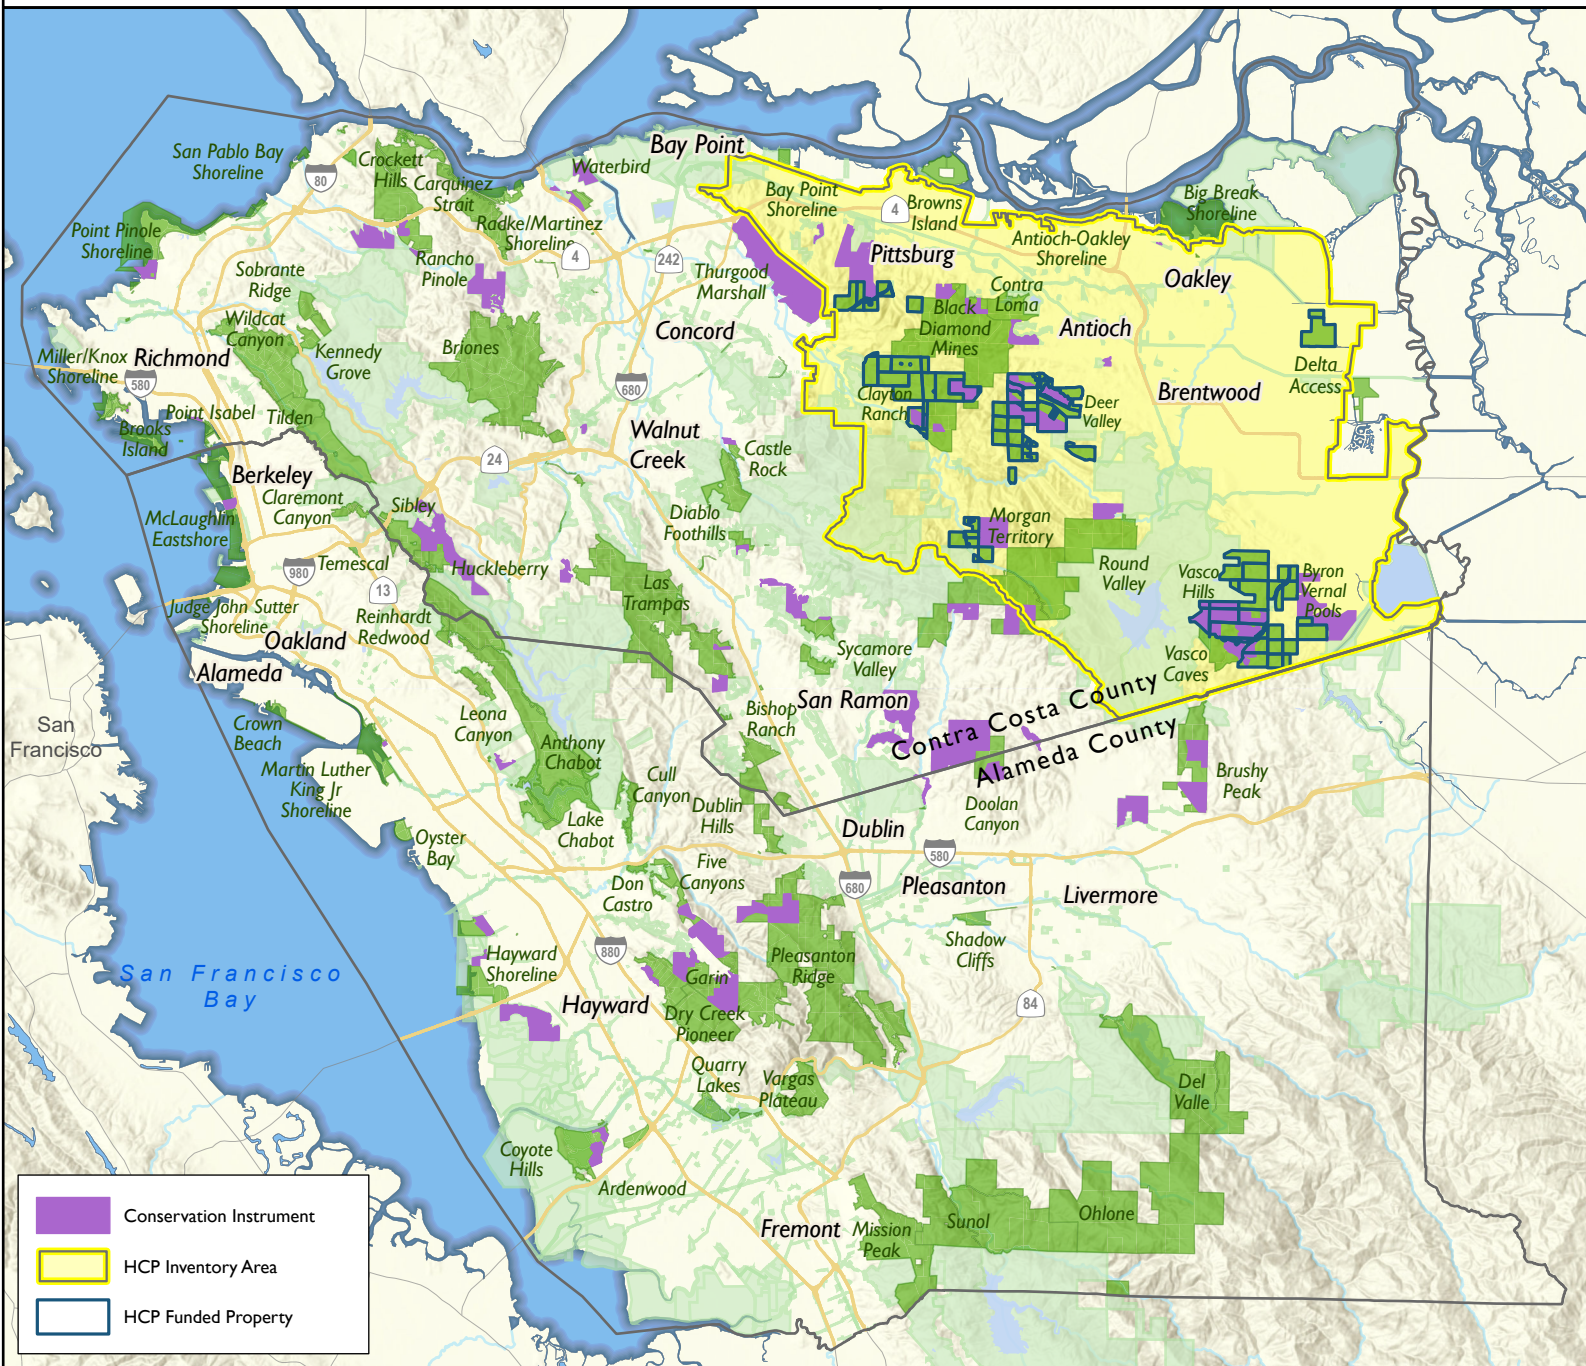 Bay Point
San Pablo Bay
Shoreline
80
Crockett
Hills
Carquinez
Strait
Waterbird
Bay Point
Shoreline
4
Browns
Island
Big Break
Shoreline
Point Pinole
Shoreline
Radke/Martinez
Shoreline
4
242
Rancho
Pinole
Thurgood
Marshall
Pittsburg
Antioch-Oakley
Shoreline
Oakley
Sobrante
Ridge
Contra
Loma
Black
Diamond
Mines
Antioch
Wildcat
Canyon
Concord
Miller/Knox
Shoreline
Richmond
580
Kennedy
Grove
Briones
680
Delta
Access
Brentwood
Clayton
Ranch
Deer
Valley
Point Isabel
Tilden
Brooks
Island
Walnut
Creek
24
Castle
Rock
Berkeley
Claremont
Canyon
Sibley
McLaughlin
Eastshore
Diablo
Foothills
Morgan
Territory
980
Temescal
13
Huckleberry
Las
Trampas
Round
Valley
Vasco
Hills
Byron
Vernal
Pools
Judge John Sutter
Shoreline
Reinhardt
Redwood
Oakland
Alameda
Sycamore
Valley
Vasco
Caves
San
Francisco
Crown
Beach
Leona
Canyon
Anthony
Chabot
Bishop
Ranch
San Ramon
Contra Costa County
Alameda County
Martin Luther
King Jr
Shoreline
Cull
Canyon
Dublin
Hills
Doolan
Canyon
Brushy
Peak
Lake
Chabot
Oyster
Bay
Dublin
580
Five
Canyons
Don
Castro
680
Pleasanton
Livermore
Hayward
Shoreline
880
Shadow
Cliffs
Pleasanton
Ridge
Garin
San Francisco
Bay
Hayward
Dry Creek
Pioneer
84
Quarry
Lakes
Vargas
Plateau
Del
Valle
Coyote
Hills
Ardenwood
Fremont
Mission
Peak
Sunol
Ohlone
Conservation Instrument
HCP Inventory Area
HCP Funded Property